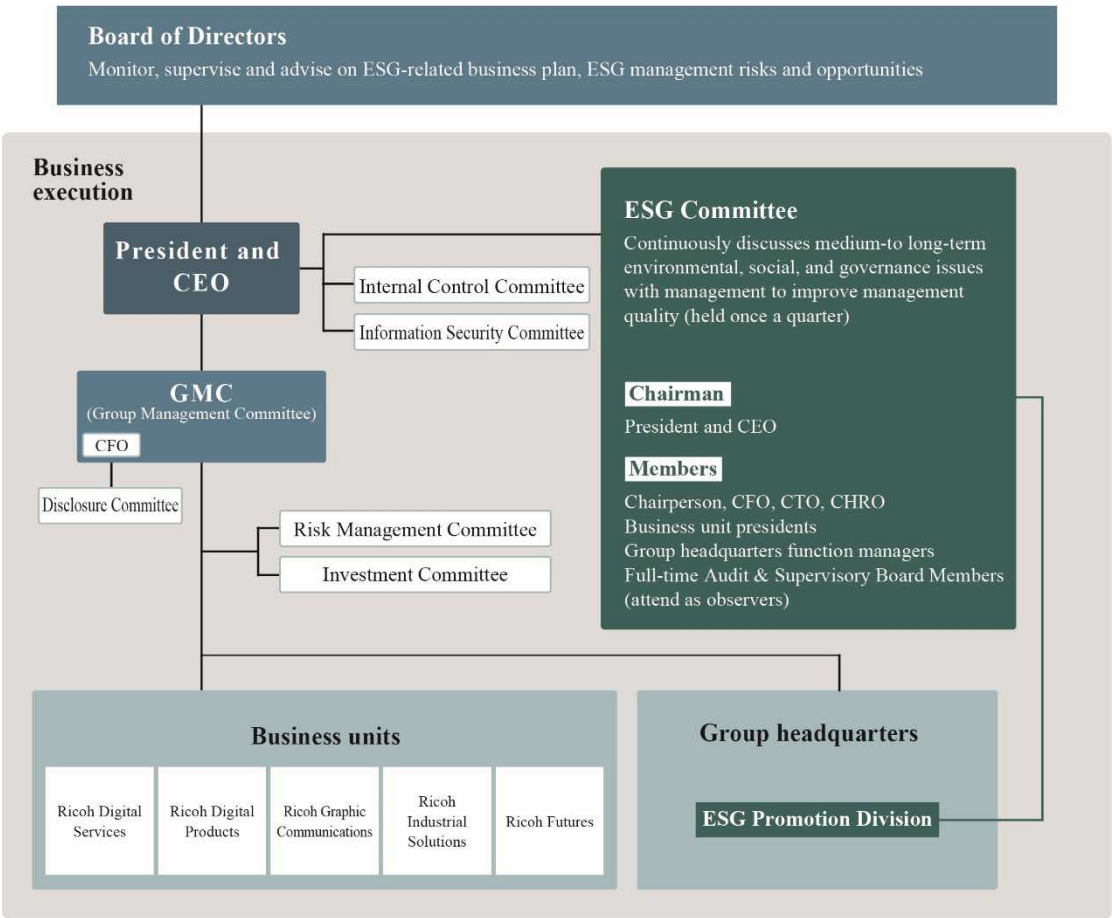 Board of Directors
Monitor, supervise and advise on ESG-related business plan, ESG management risks and opportunities
Business
execution
President and
CEO
Internal Control Committee
Information Security Committee
ESG Committee
Continuously discusses medium-to long-term
environmental, social, and governance issues
with management to improve management
quality (held once a quarter)
Chairman
President and CEO
Members
Chairperson, CFO, CTO, CHRO
Business unit presidents
Group headquarters function managers
Full-time Audit & Supervisory Board Members
(attend as observers)
GMC
(Group Management Committee)
CFO
Disclosure Committee
Risk Management Committee
Investment Committee
Business units
Ricoh Digital
Services
Ricoh Digital
Products
Ricoh Graphic
Communications
Ricoh
Industrial
Solutions
Ricoh Futures
Group headquarters
ESG Promotion Division